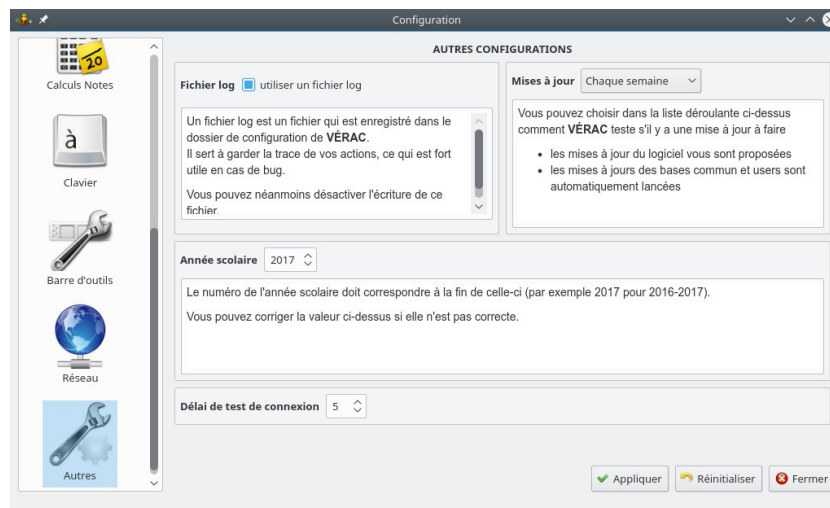 Configuration
20
Calculs Notes
à
Clavier
Barre d'outils
Réseau
Autres
AUTRES CONFIGURATIONS
Fichier log utiliser un fichier log
Un fichier log est un fichier qui est enregistré dans le
dossier de configuration de VÉRAC.
Il sert à garder la trace de vos actions, ce qui est fort
utile en cas de bug.
Vous pouvez néanmoins désactiver l'écriture de ce
fichier.
Mises à jour Chaque semaine
Vous pouvez choisir dans la liste déroulante ci-dessus
comment VÉRAC teste s'il y a une mise à jour à faire
• les mises à jour du logiciel vous sont proposées
• les mises à jours des bases commun et users sont
automatiquement lancées
Année scolaire 2017
Le numéro de l'année scolaire doit correspondre à la fin de celle-ci (par exemple 2017 pour 2016-2017).
Vous pouvez corriger la valeur ci-dessus si elle n'est pas correcte.
Délai de test de connexion 5
Appliquer
Réinitialiser
Fermer